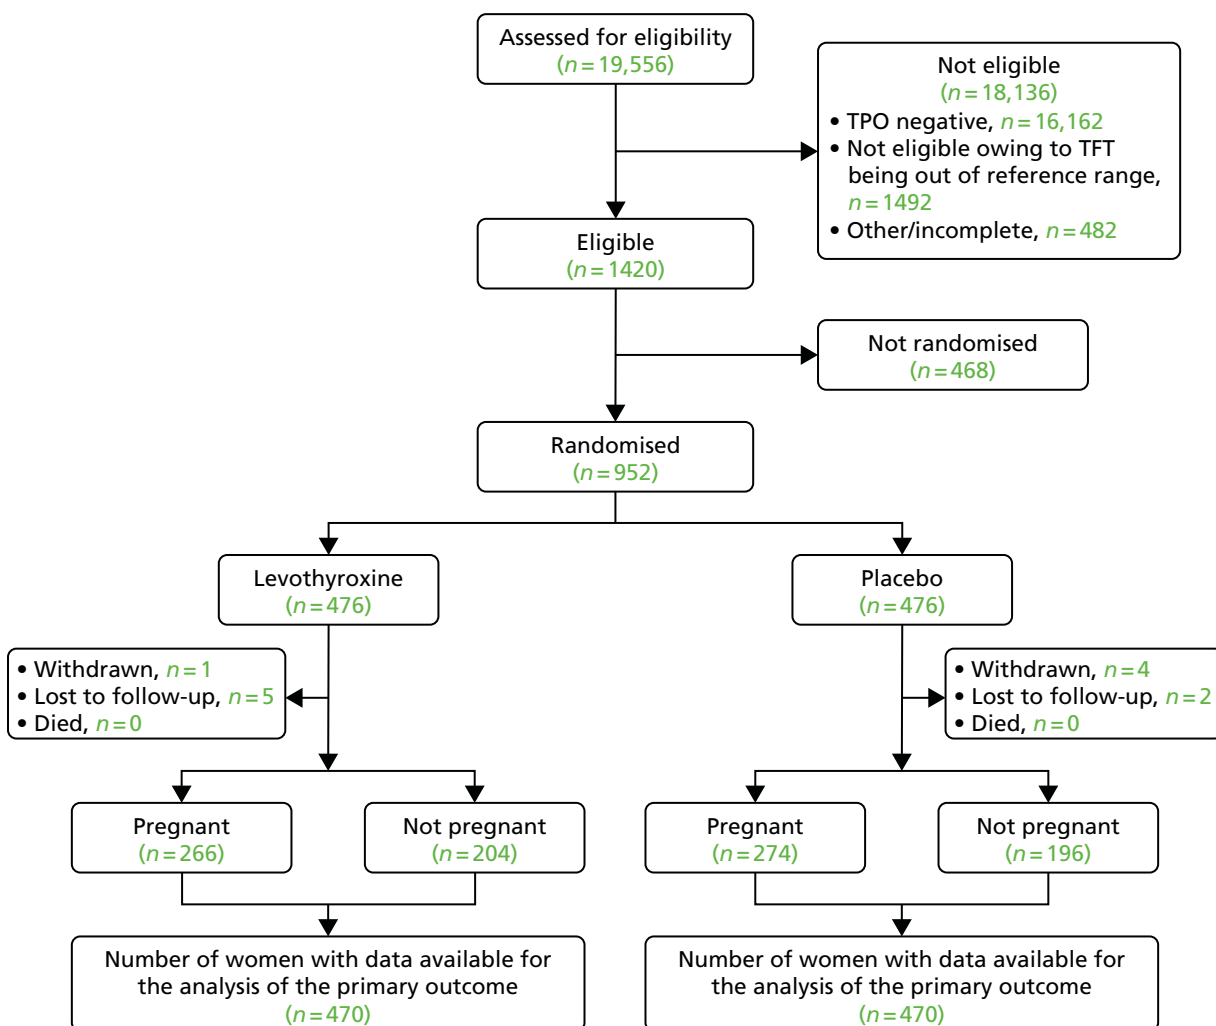 Assessed for eligibility
(n=19,556)
Not eligible
(n=18,136)
• TPO negative, n=16,162
• Not eligible owing to TFT
being out of reference range,
n=1492
• Other/incomplete, n=482
Eligible
(n=1420)
Not randomised
(n=468)
Randomised
(n=952)
Levothyroxine
(n=476)
Placebo
(n=476)
• Withdrawn, n=1
• Lost to follow-up, n=5
• Died, n=0
• Withdrawn, n=4
• Lost to follow-up, n=2
• Died, n=0
Pregnant
(n=266)
Not pregnant
(n=204)
Pregnant
(n=274)
Not pregnant
(n=196)
Number of women with data available for
the analysis of the primary outcome
(n=470)
Number of women with data available for
the analysis of the primary outcome
(n=470)